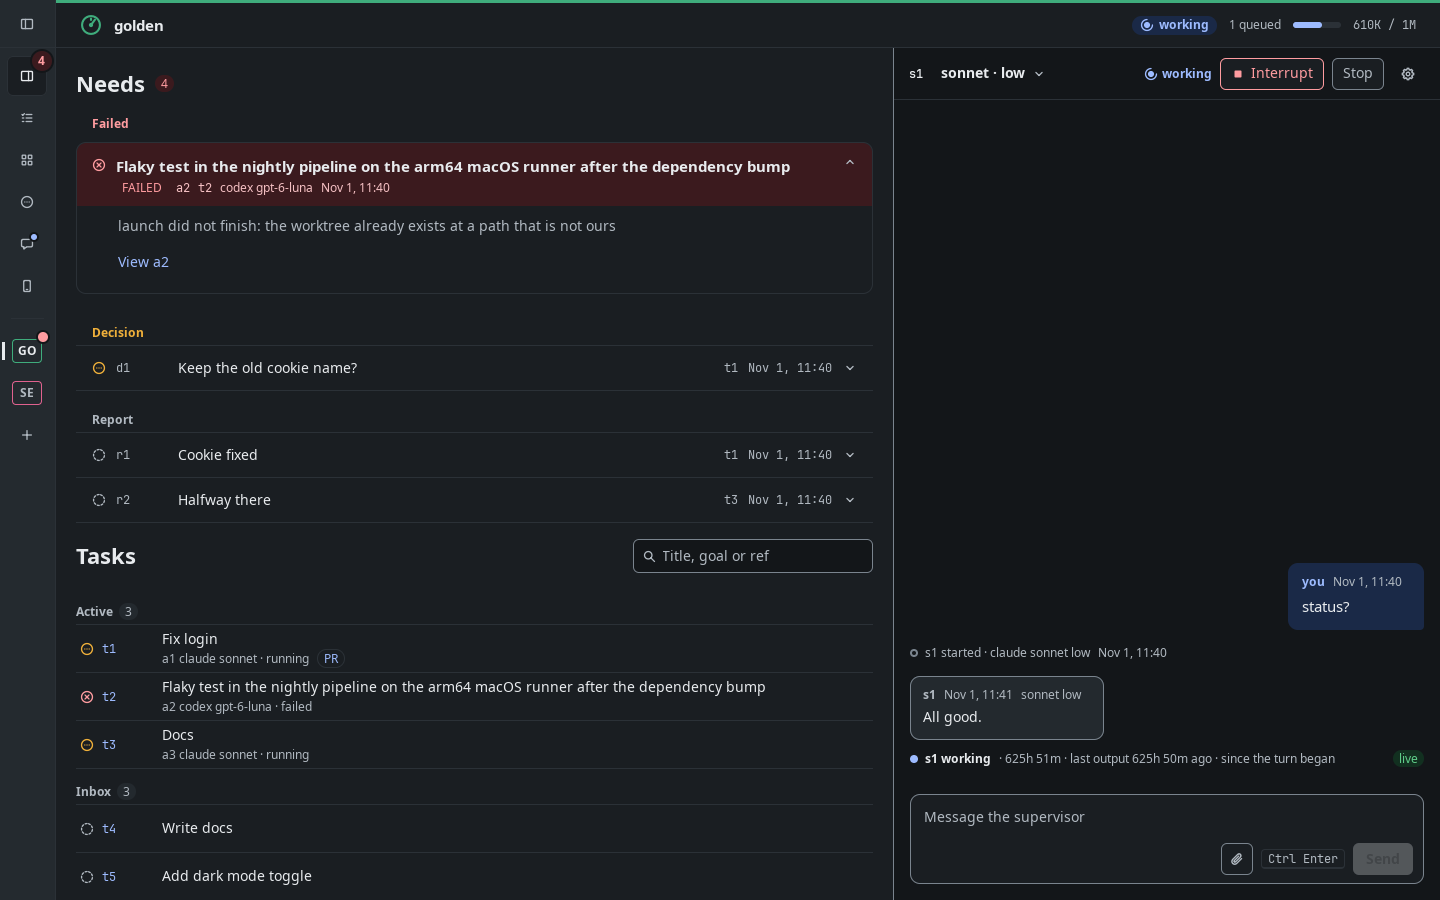 golden
working
1 queued
610K / 1M
4
GO
SE
Needs 4
Failed
Flaky test in the nightly pipeline on the arm64 macOS runner after the dependency bump
FAILED a2 t2 codex gpt-6-luna Nov 1, 11:40
launch did not finish: the worktree already exists at a path that is not ours
View a2
Decision
d1 Keep the old cookie name? t1 Nov 1, 11:40
Report
r1 Cookie fixed t1 Nov 1, 11:40
r2 Halfway there t3 Nov 1, 11:40
Tasks
Title, goal or ref
Active 3
t1 Fix login
a1 claude sonnet · running PR
t2 Flaky test in the nightly pipeline on the arm64 macOS runner after the dependency bump
a2 codex gpt-6-luna · failed
t3 Docs
a3 claude sonnet · running
Inbox 3
t4 Write docs
t5 Add dark mode toggle
s1 sonnet · low
working
Interrupt
Stop
you Nov 1, 11:40
status?
s1 started · claude sonnet low Nov 1, 11:40
s1 Nov 1, 11:41 sonnet low
All good.
s1 working · 625h 51m · last output 625h 50m ago · since the turn began live
Message the supervisor
Ctrl Enter
Send